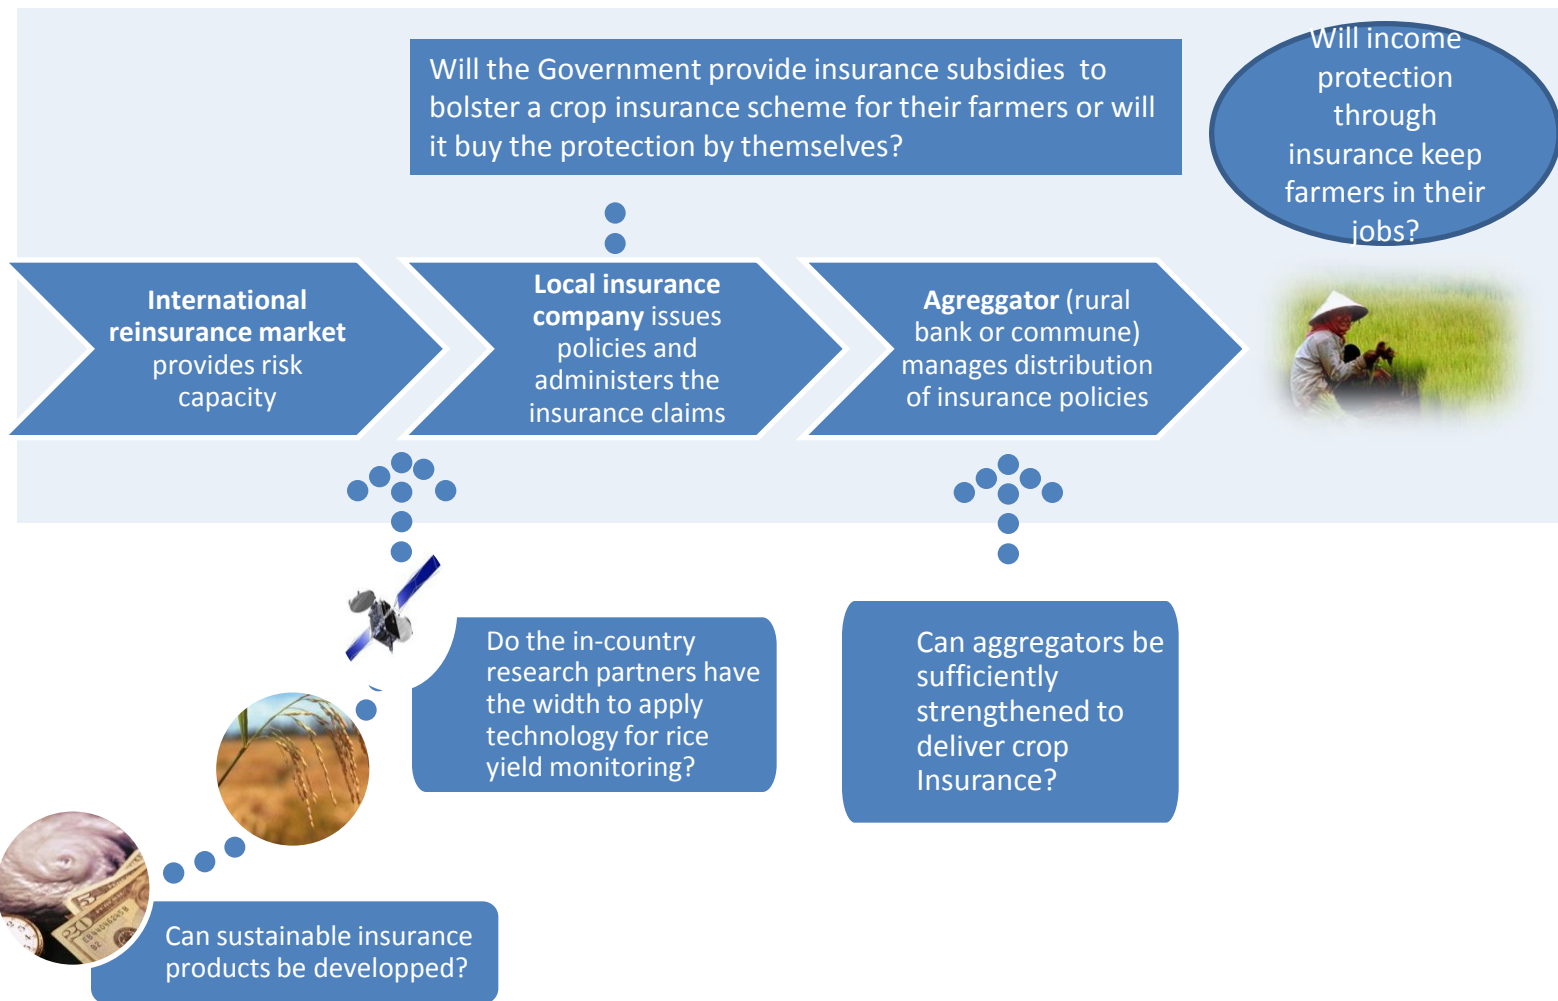 Will the Government provide insurance subsidies  to
bolster a crop insurance scheme for their farmers or will
it buy the protection by themselves?
Will income
protection
through
insurance keep
farmers in their
jobs?
International
reinsurance market
provides risk
capacity
Local insurance
company issues
policies and
administers the
insurance claims
Agreggator (rural
bank or commune)
manages distribution
of insurance policies
Do the in-country
research partners have
the width to apply
technology for rice
yield monitoring?
Can aggregators be
sufficiently
strengthened to
deliver crop
Insurance?
Can sustainable insurance
products be developped?